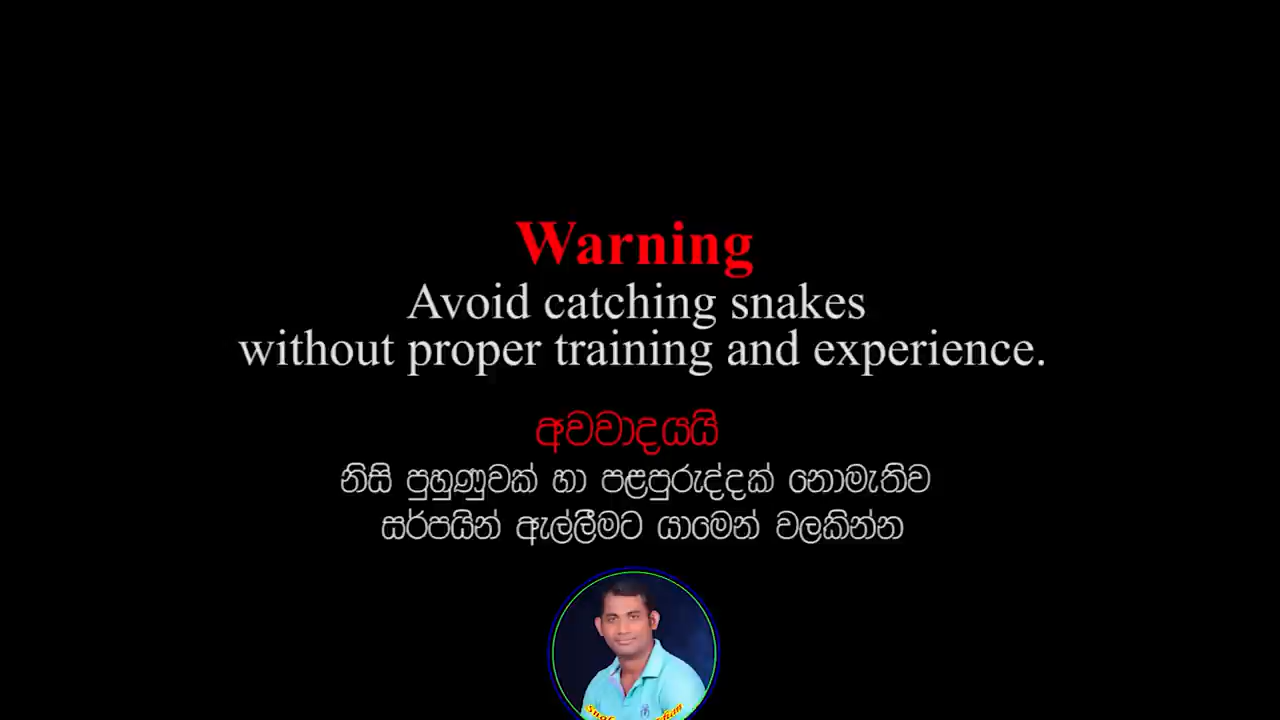 Warning
Avoid catching snakes
without proper training and experience.
අවවාදයයි
නිසි පුහුණුවක් හා පළපුරුද්දක් නොමැතිව
සර්පයින් ඇල්ලීමට යාමෙන් වලකින්න